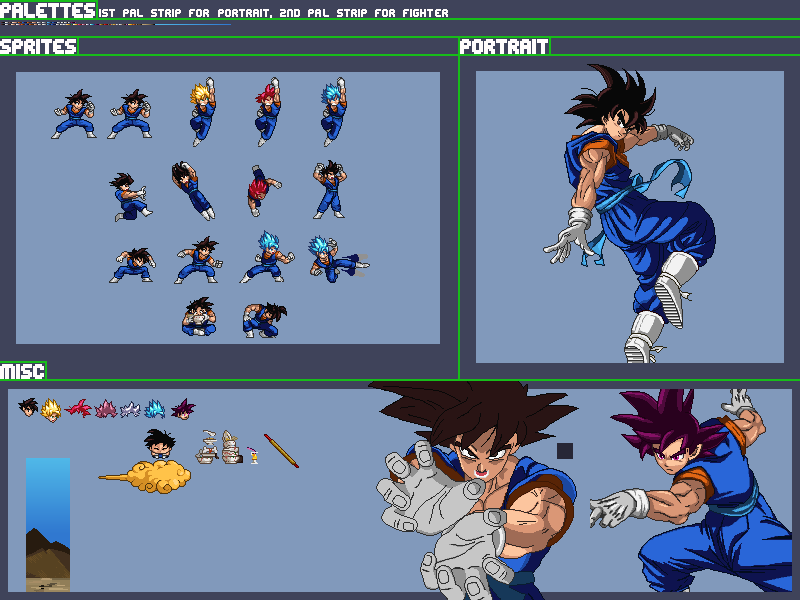 PALETTES 1ST PAL STRIP FOR PORTRAIT, 2ND PAL STRIP FOR FIGHTER
SPRITES
PORTRAIT
MISC